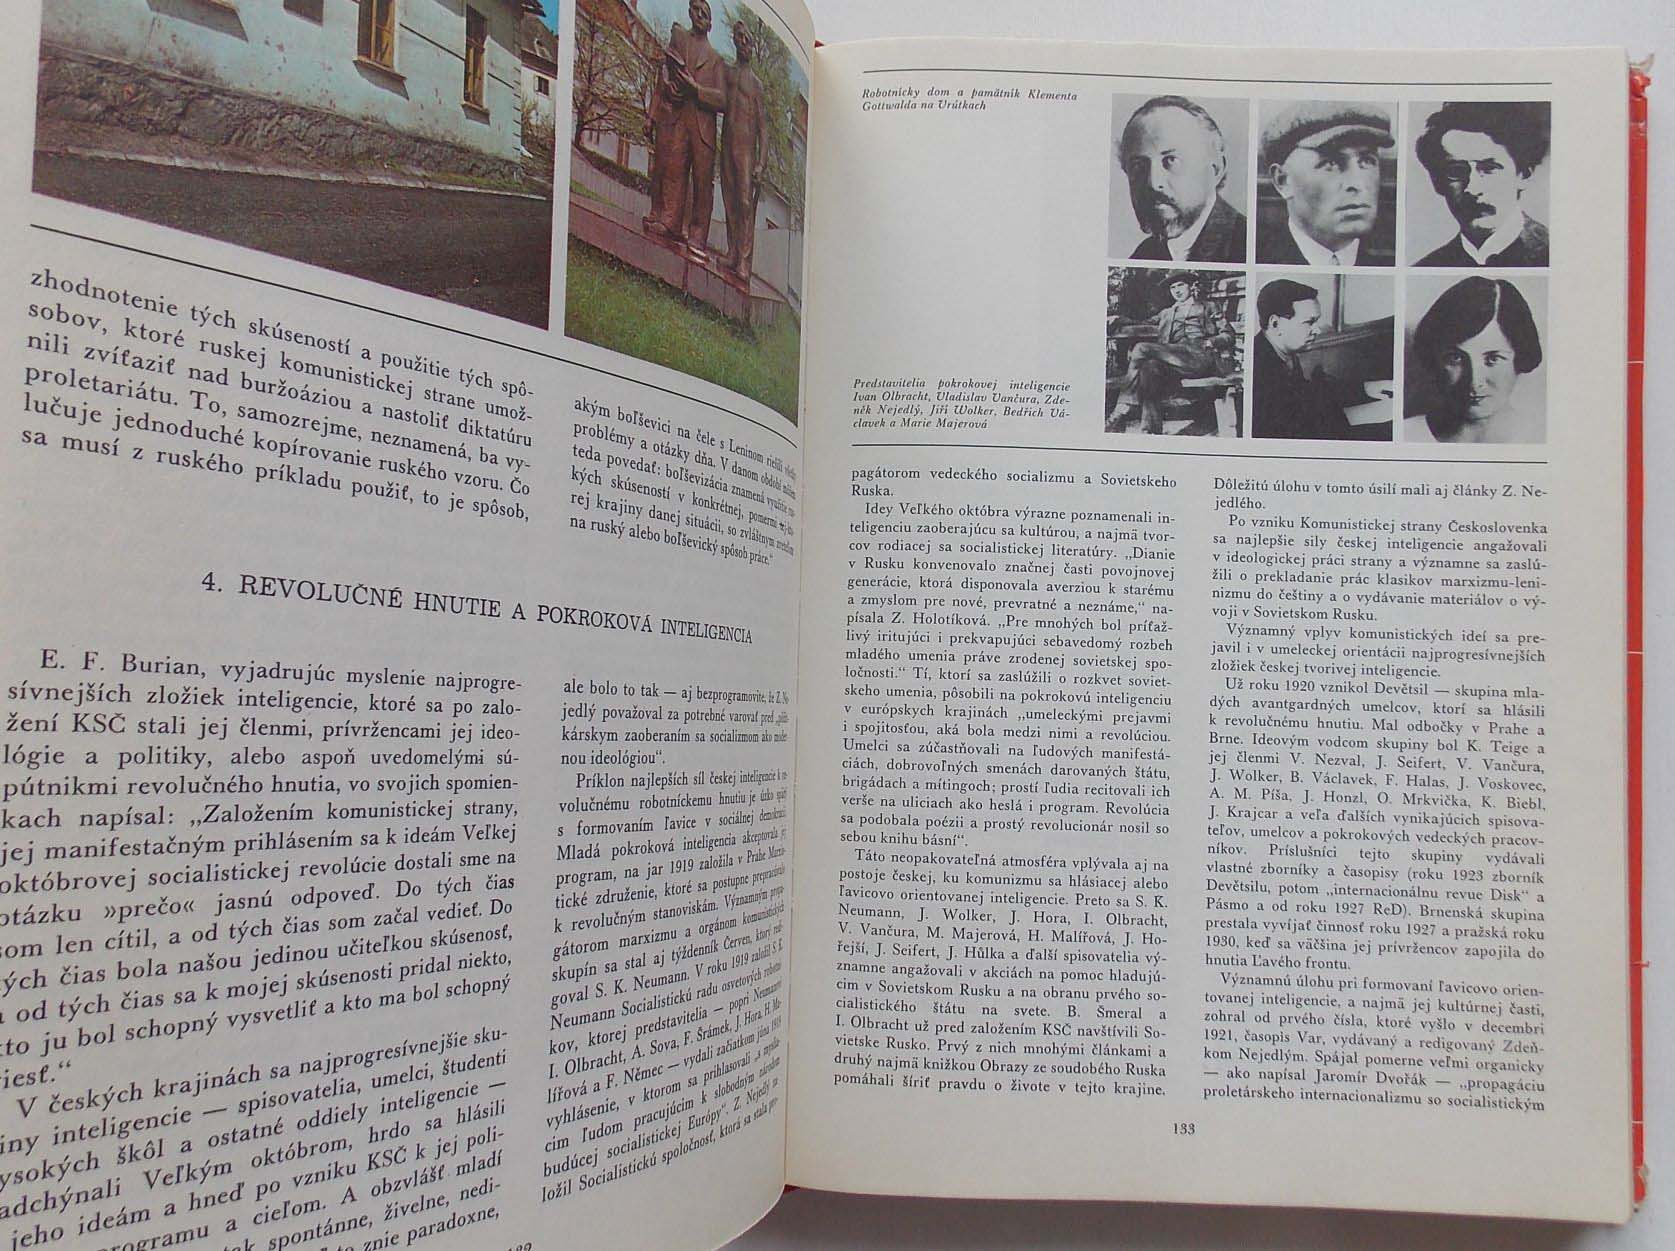 zhodnotenie tých skúseností a použitie tých spô-
sobov, ktoré ruskej komunistickej strane umož-
nili zvíťaziť nad buržoáziou a nastoliť diktatúru
proletariátu. To, samozrejme, neznamená, ba vy-
lučuje jednoduché kopírovanie ruského vzoru. Čo
sa musí z ruského príkladu použiť, to je spôsob,
akým boľševici na čele s Leninom riešili
problémy a otázky dňa. V danom období
teda povedať: boľševizácia znamená využitie
kých skúseností v konkrétnej, pomermi
rej krajiny danej situácii, so zvláštnym
na ruský alebo boľševický spôsob práce.“
4. REVOLUČNÉ HNUTIE A POKROKOVÁ INTELIGENCIA
E. F. Burian, vyjadrujúc myslenie najprogre-
sívnejších zložiek inteligencie, ktoré sa po zalo-
žení KSČ stali jej členmi, prívržencami jej ideo-
lógie a politiky, alebo aspoň uvedomelými sú-
pútnikmi revolučného hnutia, vo svojich spomien-
kach napísal: „Založením komunistickej strany,
jej manifestačným prihlásením sa k ideám Veľkej
októbrovej socialistickej revolúcie dostali sme na
otázku »prečo« jasnú odpoveď. Do tých čias
som len cítil, a od tých čias som začal vedieť. Do
tých čias bola našou jedinou učiteľkou skúsenosť,
a od tých čias sa k mojej skúsenosti pridal niekto,
kto ju bol schopný vysvetliť a kto ma bol schopný
viesť.“
V českých krajinách sa najprogresívnejšie sku-
piny inteligencie — spisovatelia, umelci, študenti
vysokých škôl a ostatné oddiely inteligencie —
nadchýnali Veľkým októbrom, hrdo sa hlásili
k jeho ideám a hneď po vzniku KSČ k jej poli-
programu a cieľom. A obzvlášť mladí
tak spontánne, živelne, nedi-
to znie paradoxne,
ale bolo to tak — aj bezprogramovite, že Z. Ne-
jedlý považoval za potrebné varovať pred
kárskym zaoberaním sa socializmom ako
nou ideológiou“.
Príklon najlepších síl českej inteligencie k re-
volučnému robotníckemu hnutiu je úzko spätý
s formovaním ľavice v sociálnej demokracii.
Mladá pokroková inteligencia akceptovala jej
program, na jar 1919 založila v Prahe Marxis-
tické združenie, ktoré sa postupne prepracúvalo
k revolučným stanoviskám. Významným propa-
gátorom marxizmu a orgánom komunistických
skupín sa stal aj týždenník Červen, ktorý redi-
goval S. K. Neumann. V roku 1919 založil S. K.
Neumann Socialistickú radu osvetových robotní-
kov, ktorej predstavitelia — popri Neumanovi
I. Olbracht, A. Sova, F. Šrámek, J. Hora, H. Ma-
lířová a F. Němec — vydali začiatkom júna 1919
vyhlásenie, v ktorom sa prihlasovali „s mysliacim
cim ľudom pracujúcim k slobodným národom
budúcej socialistickej Európy“. Z. Nejedlý za-
ložil Socialistickú spoločnosť, ktorá sa stala pro-
Robotnícky dom a pamätník Klementa
Gottwalda na Vrútkach
Predstavitelia pokrokovej inteligencie
Ivan Olbracht, Vladislav Vančura, Zde-
něk Nejedlý, Jiří Wolker, Bedřich Vá-
clavek a Marie Majerová
pagátorom vedeckého socializmu a Sovietskeho
Ruska.
Idey Veľkého októbra výrazne poznamenali in-
teligenciu zaoberajúcu sa kultúrou, a najmä tvor-
cov rodiacej sa socialistickej literatúry. „Dianie
v Rusku konvenovalo značnej časti povojnovej
generácie, ktorá disponovala averziou k starému
a zmyslom pre nové, prevratné a neznáme,“ na-
písala Z. Holotíková. „Pre mnohých bol príťaž-
livý iritujúci i prekvapujúci sebavedomý rozbeh
mladého umenia práve zrodenej sovietskej spo-
ločnosti.“ Tí, ktorí sa zaslúžili o rozkvet soviet-
skeho umenia, pôsobili na pokrokovú inteligenciu
v európskych krajinách „umeleckými prejavmi
i spojitosťou, aká bola medzi nimi a revolúciou.
Umelci sa zúčastňovali na ľudových manifestá-
ciách, dobrovoľných smenách darovaných štátu,
brigádach a mítingoch; prostí ľudia recitovali ich
verše na uliciach ako heslá i program. Revolúcia
sa podobala poézii a prostý revolucionár nosil so
sebou knihu básní“.
Táto neopakovateľná atmosféra vplývala aj na
postoje českej, ku komunizmu sa hlásiacej alebo
ľavicovo orientovanej inteligencie. Preto sa S. K.
Neumann, J. Wolker, J. Hora, I. Olbracht,
V. Vančura, M. Majerová, H. Malířová, J. Ho-
řejší, J. Seifert, J. Hůlka a ďalší spisovatelia vý-
znamne angažovali v akciách na pomoc hladujú-
cim v Sovietskom Rusku a na obranu prvého so-
cialistického štátu na svete. B. Šmeral a
I. Olbracht už pred založením KSČ navštívili So-
vietske Rusko. Prvý z nich mnohými článkami a
druhý najmä knižkou Obrazy ze soudobého Ruska
pomáhali šíriť pravdu o živote v tejto krajine.
Dôležitú úlohu v tomto úsilí mali aj články Z. Ne-
jedlého.
Po vzniku Komunistickej strany Československa
sa najlepšie sily českej inteligencie angažovali
v ideologickej práci strany a významne sa zaslú-
žili o prekladanie prác klasikov marxizmu-leni-
nizmu do češtiny a o vydávanie materiálov o vý-
voji v Sovietskom Rusku.
Významný vplyv komunistických ideí sa pre-
javil i v umeleckej orientácii najprogresívnejších
zložiek českej tvorivej inteligencie.
Už roku 1920 vznikol Devětsil — skupina mla-
dých avantgardných umelcov, ktorí sa hlásili
k revolučnému hnutiu. Mal odbočky v Prahe a
Brne. Ideovým vodcom skupiny bol K. Teige a
jej členmi V. Nezval, J. Seifert, V. Vančura,
J. Wolker, B. Václavek, F. Halas, J. Voskovec,
A. M. Píša, J. Honzl, O. Mrkvička, K. Biebl,
J. Krajcar a veľa ďalších vynikajúcich spisova-
teľov, umelcov a pokrokových vedeckých pracov-
níkov. Príslušníci tejto skupiny vydávali
vlastné zborníky a časopisy (roku 1923 zborník
Devětsilu, potom „internacionálnu revue Disk“ a
Pásmo a od roku 1927 ReD). Brnenská skupina
prestala vyvíjať činnosť roku 1927 a pražská roku
1930, keď sa väčšina jej prívržencov zapojila do
hnutia Ľavého frontu.
Významnú úlohu pri formovaní ľavicovo orien-
tovanej inteligencie, a najmä jej kultúrnej časti,
zohral od prvého čísla, ktoré vyšlo v decembri
1921, časopis Var, vydávaný a redigovaný Zdeň-
kom Nejedlým. Spájal pomerne veľmi organicky
— ako napísal Jaromír Dvořák — „propagáciu
proletárskeho internacionalizmu so socialistickým
133